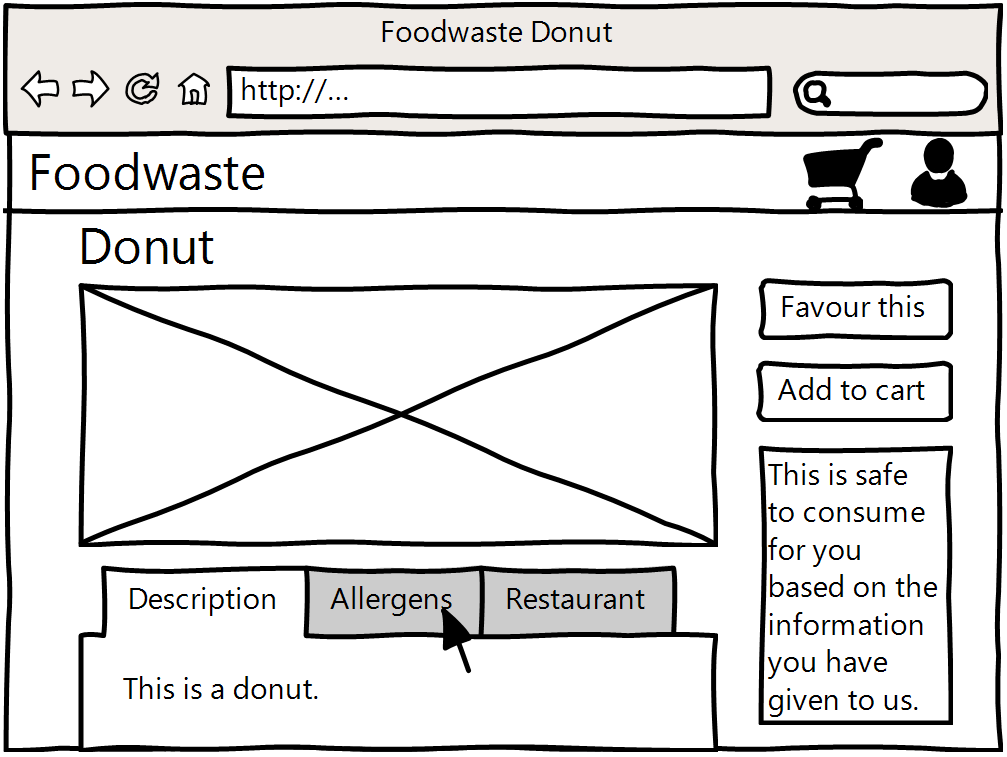 Foodwaste Donut
http://...
Foodwaste
Donut
Favour this
Add to cart
This is safe
to consume
for you
based on the
information
you have
given to us.
Description
Allergens
Restaurant
This is a donut.